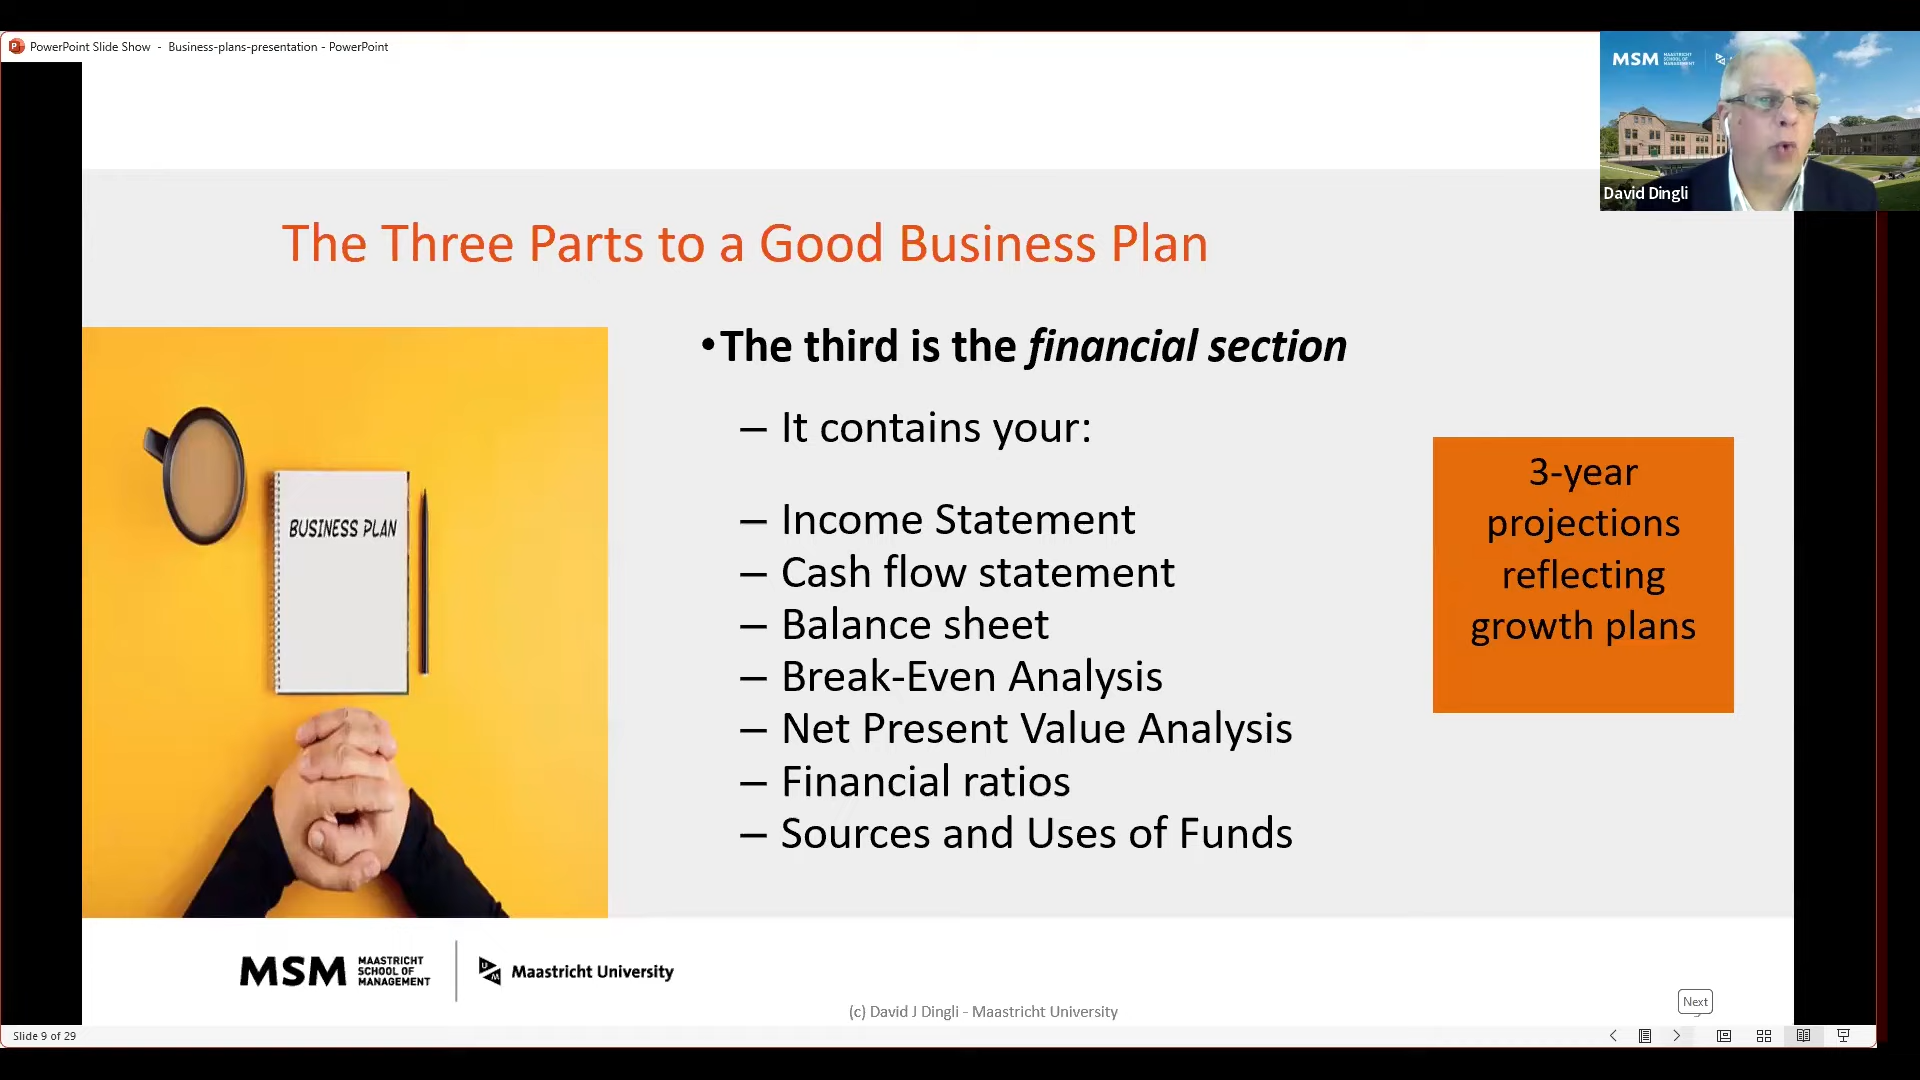 PowerPoint Slide Show - Business-plans-presentation - PowerPoint
MSM MAASTRICHT SCHOOL OF MANAGEMENT
David Dingli
The Three Parts to a Good Business Plan
•The third is the financial section
– It contains your:
– Income Statement
– Cash flow statement
– Balance sheet
– Break-Even Analysis
– Net Present Value Analysis
– Financial ratios
– Sources and Uses of Funds
3-year
projections
reflecting
growth plans
BUSINESS PLAN
MSM
MAASTRICHT
SCHOOL OF
MANAGEMENT
UM
Maastricht University
(c) David J Dingli - Maastricht University
Next
Slide 9 of 29